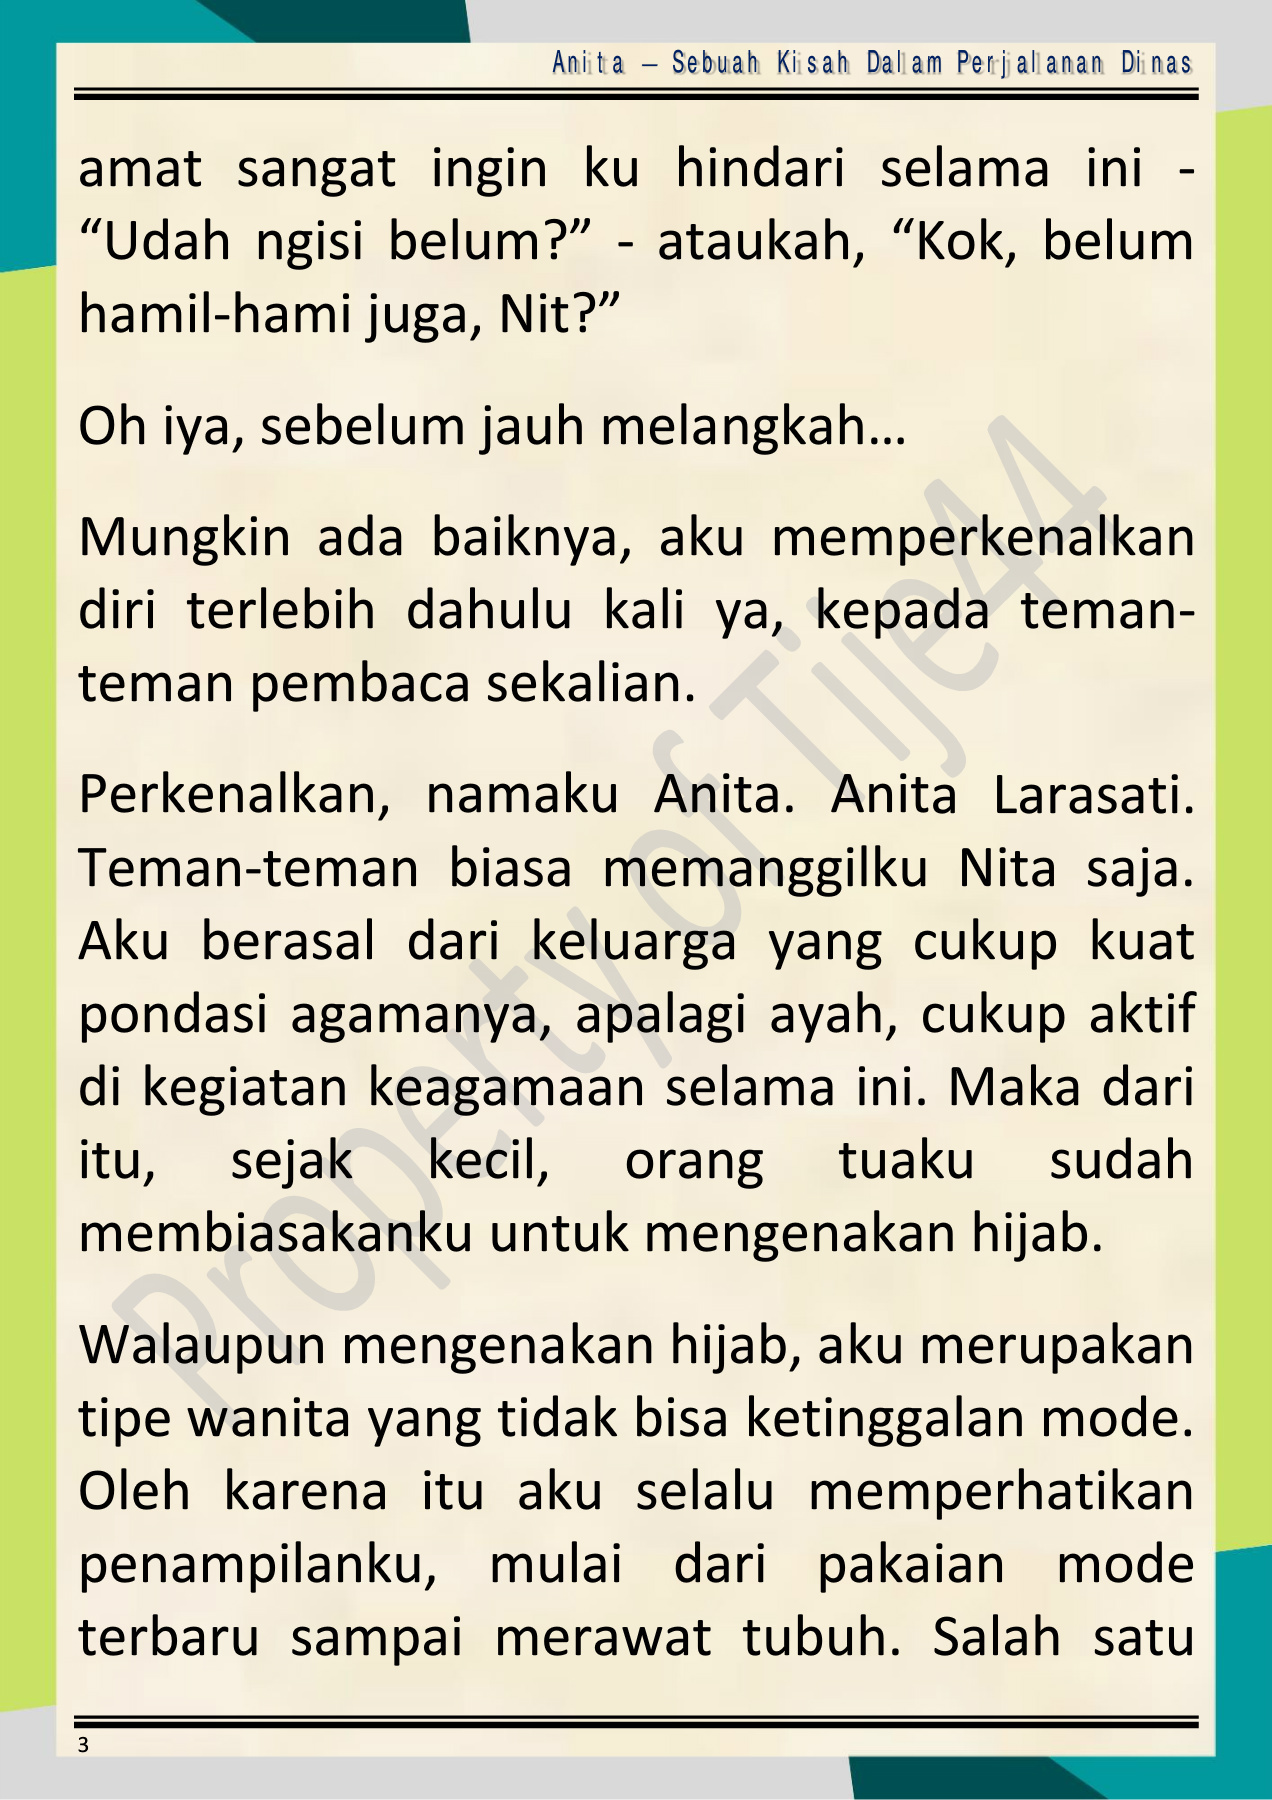 Anita – Sebuah Kisah Dalam Perjalanan Dinas
amat sangat ingin ku hindari selama ini -
“Udah ngisi belum?” - ataukah, “Kok, belum
hamil-hami juga, Nit?”
Oh iya, sebelum jauh melangkah…
Mungkin ada baiknya, aku memperkenalkan
diri terlebih dahulu kali ya, kepada teman-
teman pembaca sekalian.
Perkenalkan, namaku Anita. Anita Larasati.
Teman-teman biasa memanggilku Nita saja.
Aku berasal dari keluarga yang cukup kuat
pondasi agamanya, apalagi ayah, cukup aktif
di kegiatan keagamaan selama ini. Maka dari
itu, sejak kecil, orang tuaku sudah
membiasakanku untuk mengenakan hijab.
Walaupun mengenakan hijab, aku merupakan
tipe wanita yang tidak bisa ketinggalan mode.
Oleh karena itu aku selalu memperhatikan
penampilanku, mulai dari pakaian mode
terbaru sampai merawat tubuh. Salah satu
3
Property of Tije44